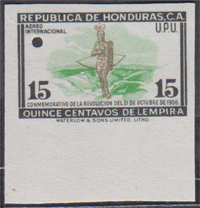 REPUBLICA DE HONDURAS, C.A.
AEREO U.P.U.
INTERNACIONAL
15 15
CONMEMORATIVO DE LA REVOLUCION DEL 21 DE OCTUBRE DE 1956
QUINCE CENTAVOS DE LEMPIRA
WATERLOW & SONS LIMITED, LITHO.